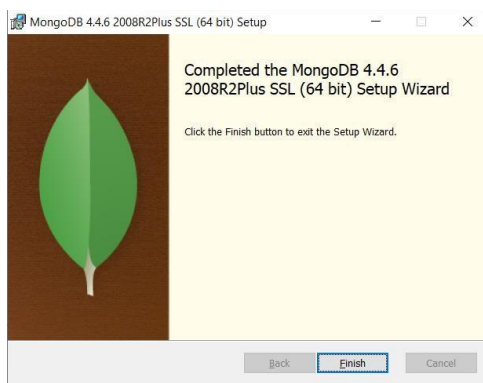 MongoDB 4.4.6 2008R2Plus SSL (64 bit) Setup
Completed the MongoDB 4.4.6
2008R2Plus SSL (64 bit) Setup Wizard
Click the Finish button to exit the Setup Wizard.
Back Finish Cancel